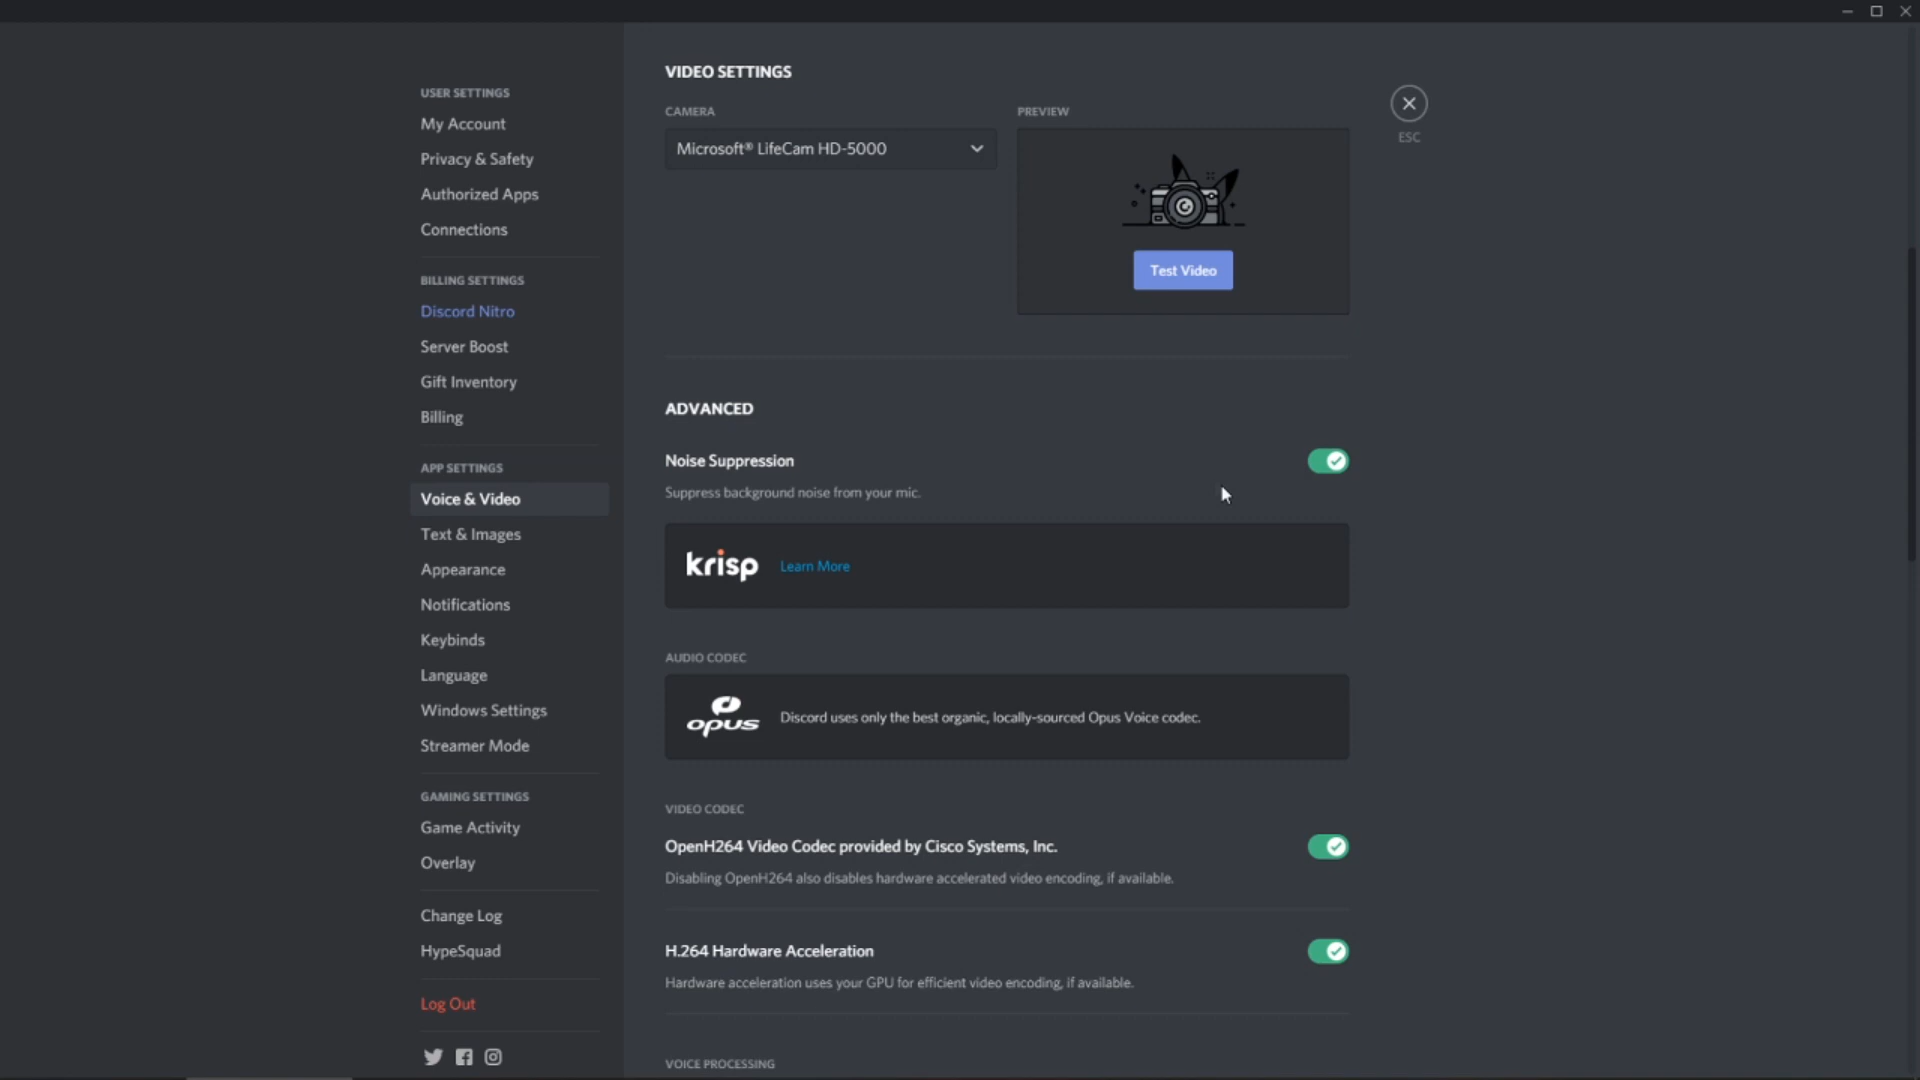 USER SETTINGS
My Account
Privacy & Safety
Authorized Apps
Connections
BILLING SETTINGS
Discord Nitro
Server Boost
Gift Inventory
Billing
APP SETTINGS
Voice & Video
Text & Images
Appearance
Notifications
Keybinds
Language
Windows Settings
Streamer Mode
GAMING SETTINGS
Game Activity
Overlay
Change Log
HypeSquad
Log Out
VIDEO SETTINGS
CAMERA
Microsoft® LifeCam HD-5000
PREVIEW
Test Video
ESC
ADVANCED
Noise Suppression
Suppress background noise from your mic.
krisp Learn More
AUDIO CODEC
opus Discord uses only the best organic, locally-sourced Opus Voice codec.
VIDEO CODEC
OpenH264 Video Codec provided by Cisco Systems, Inc.
Disabling OpenH264 also disables hardware accelerated video encoding, if available.
H.264 Hardware Acceleration
Hardware acceleration uses your GPU for efficient video encoding, if available.
VOICE PROCESSING